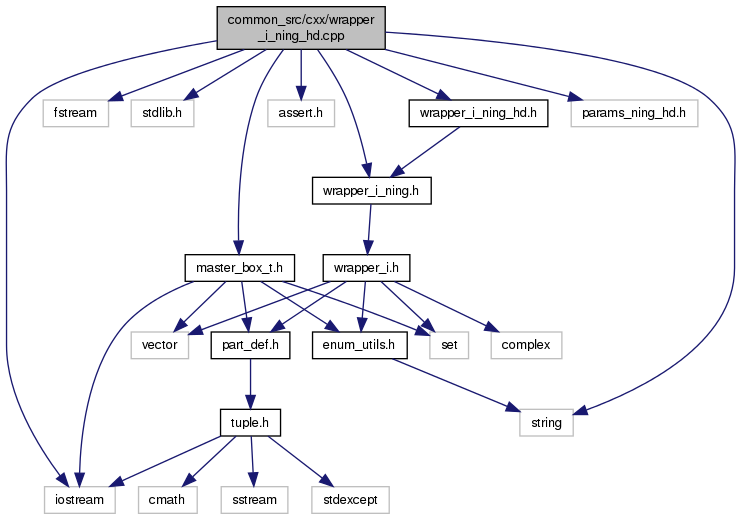 common_src/cxx/wrapper
_i_ning_hd.cpp
fstream
stdlib.h
assert.h
wrapper_i_ning_hd.h
params_ning_hd.h
wrapper_i_ning.h
master_box_t.h
wrapper_i.h
vector
part_def.h
enum_utils.h
set
complex
tuple.h
string
iostream
cmath
sstream
stdexcept